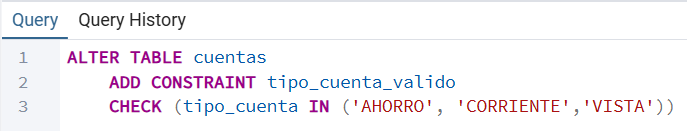 Query Query History
1 ALTER TABLE cuentas
2 ADD CONSTRAINT tipo_cuenta_valido
3 CHECK (tipo_cuenta IN ('AHORRO', 'CORRIENTE','VISTA'))